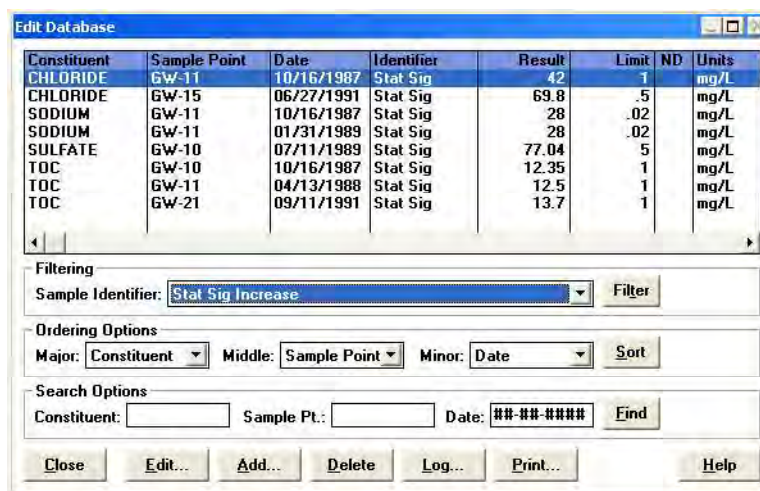 Edit Database
Constituent Sample Point Date Identifier Result Limit ND Units
CHLORIDE GW-11 10/16/1987 Stat Sig 42 1 mg/L
CHLORIDE GW-15 06/27/1991 Stat Sig 69.8 .5 mg/L
SODIUM GW-11 10/16/1987 Stat Sig 28 .02 mg/L
SODIUM GW-11 01/31/1989 Stat Sig 28 .02 mg/L
SULFATE GW-10 07/11/1989 Stat Sig 77.04 5 mg/L
TOC GW-10 10/16/1987 Stat Sig 12.35 1 mg/L
TOC GW-11 04/13/1988 Stat Sig 12.5 1 mg/L
TOC GW-21 09/11/1991 Stat Sig 13.7 1 mg/L
Filtering
Sample Identifier: Stat Sig Increase Filter
Ordering Options
Major: Constituent Middle: Sample Point Minor: Date Sort
Search Options
Constituent: Sample Pt.: Date: ##-##-#### Find
Close Edit... Add... Delete Log... Print... Help